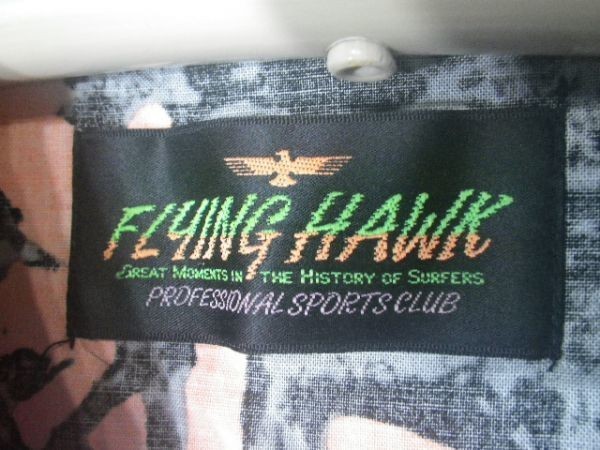 FLYING HAWK
GREAT MOMENTS IN THE HISTORY OF SURFERS
PROFESSIONAL SPORTS CLUB